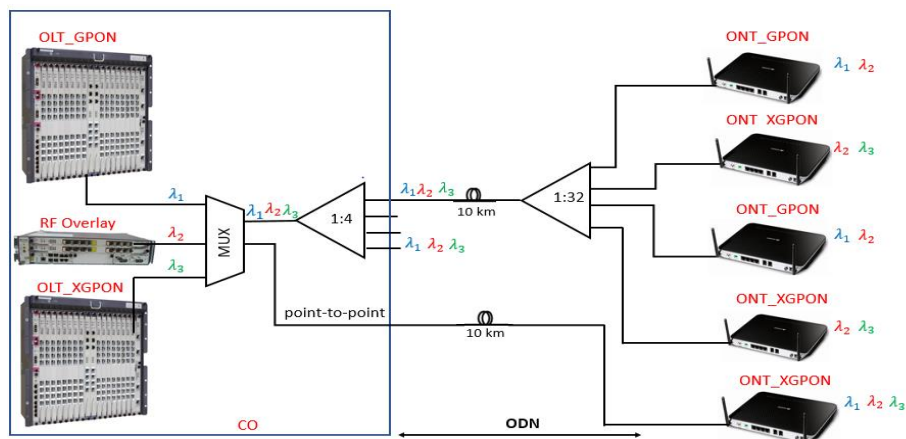 OLT_GPON
λ1
RF Overlay
λ2
OLT_XGPON
λ3
MUX
λ1 λ2 λ3
1:4
λ1 λ2 λ3
λ1 λ2 λ3
10 km
1:32
point-to-point
10 km
CO
ODN
ONT_GPON
λ1 λ2
ONT_XGPON
λ2 λ3
ONT_GPON
λ1 λ2
ONT_XGPON
λ2 λ3
ONT_XGPON
λ1 λ2 λ3